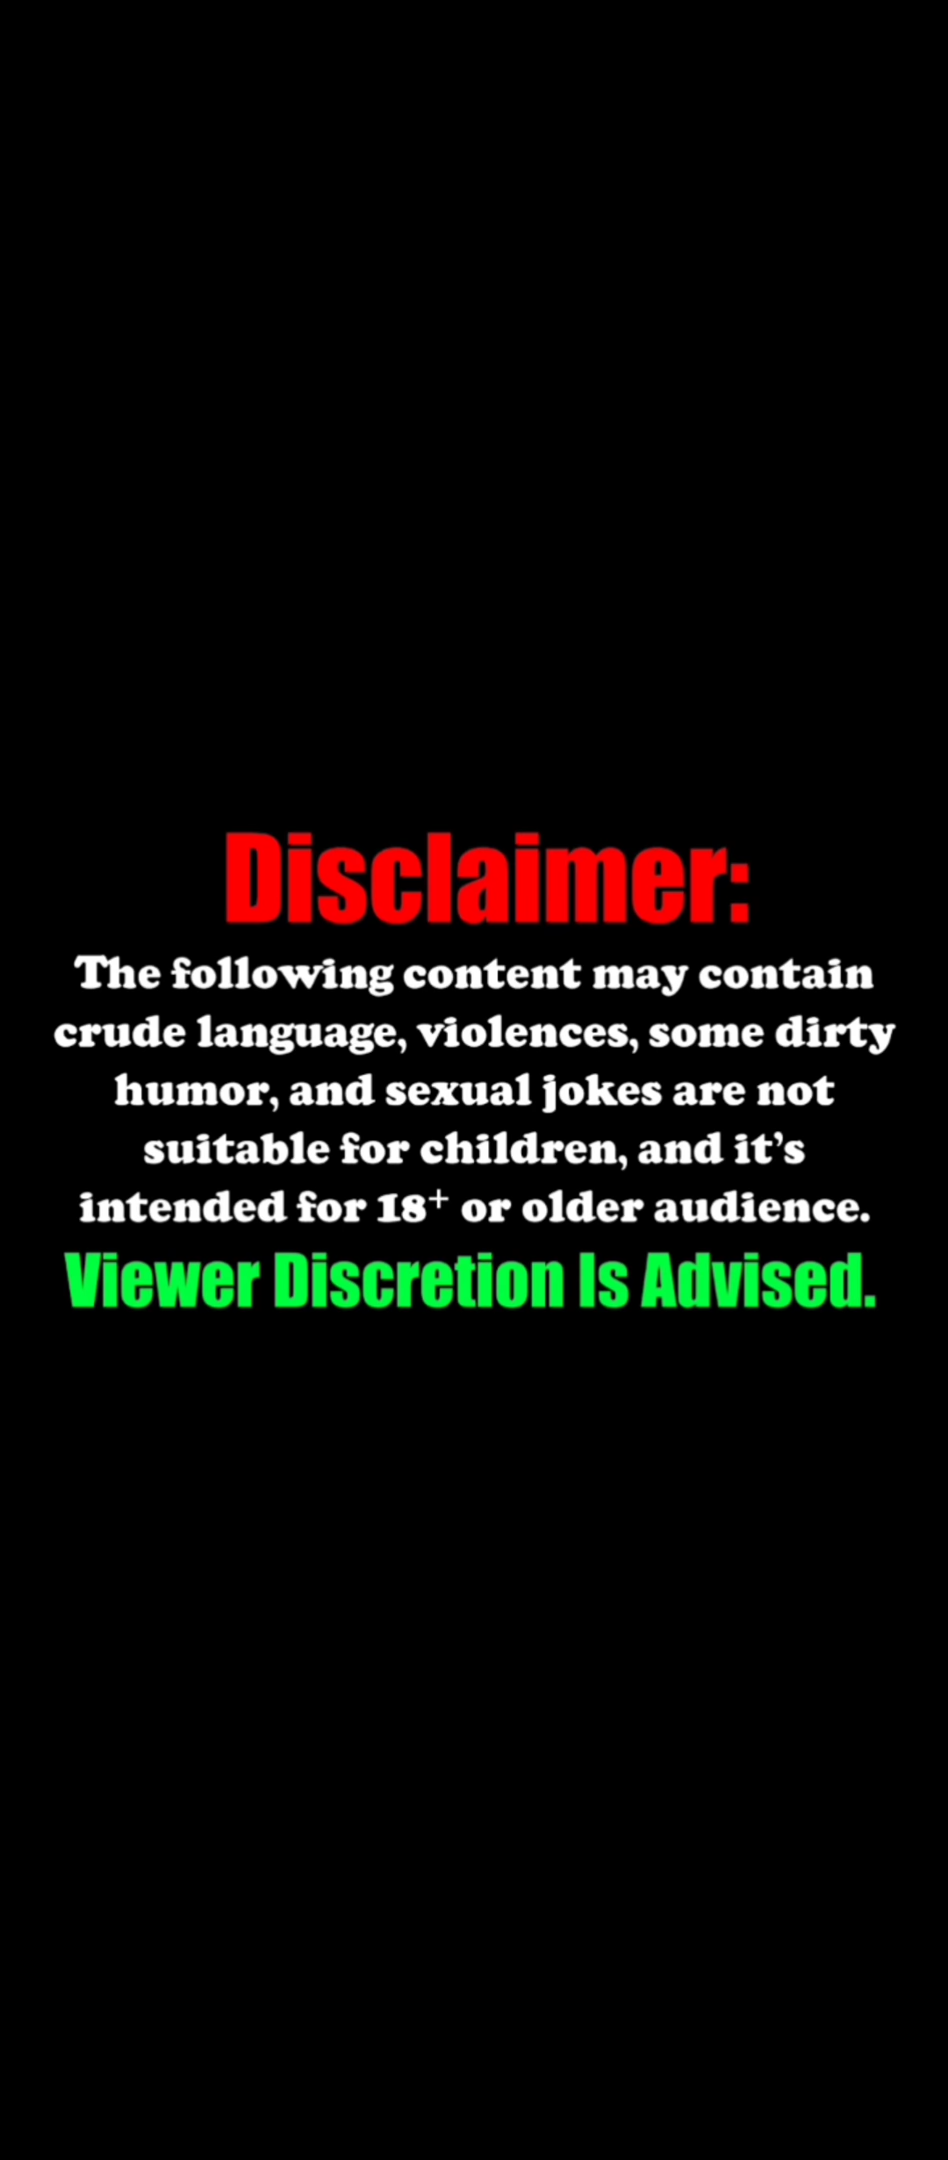 Disclaimer:
The following content may contain
crude language, violences, some dirty
humor, and sexual jokes are not
suitable for children, and it’s
intended for 18⁺ or older audience.
Viewer Discretion Is Advised.